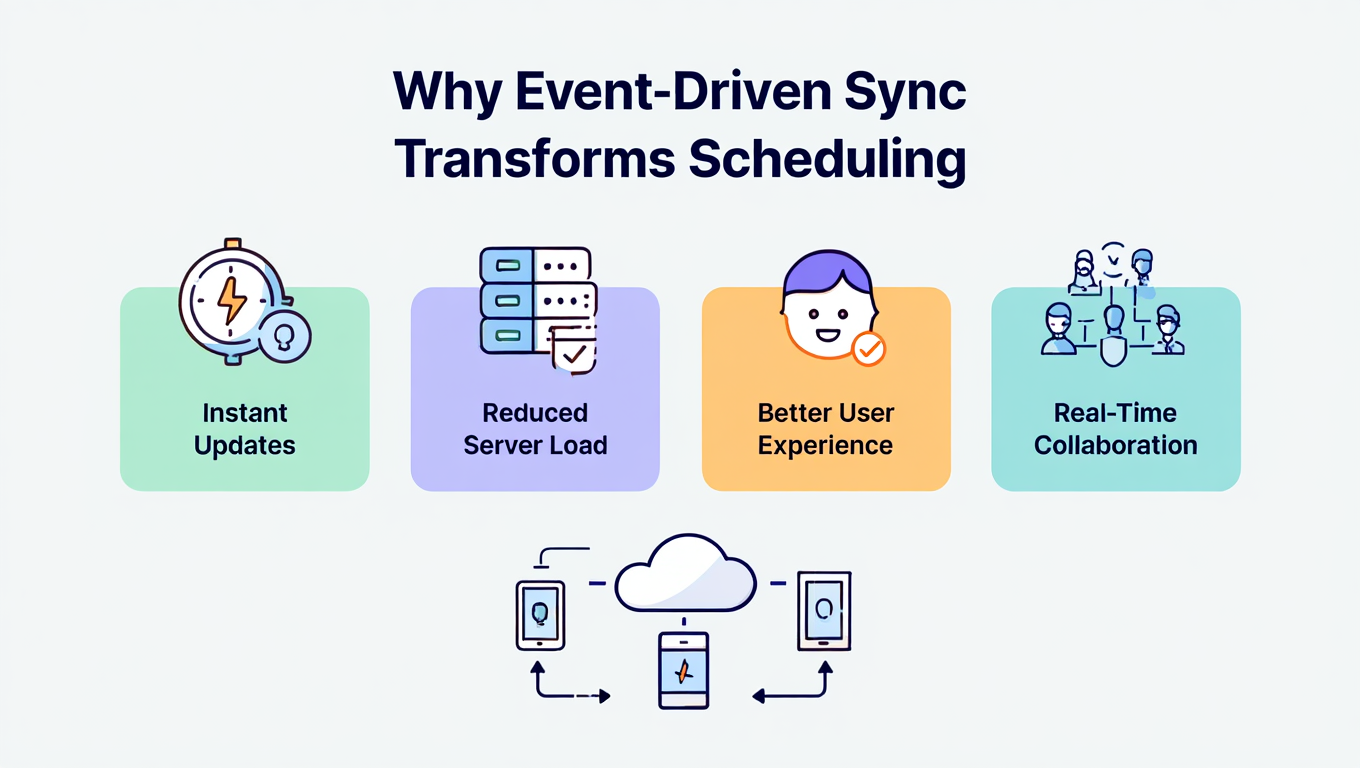 Why Event-Driven Sync
Transforms Scheduling
Instant
Updates
Reduced
Server Load
Better User
Experience
Real-Time
Collaboration